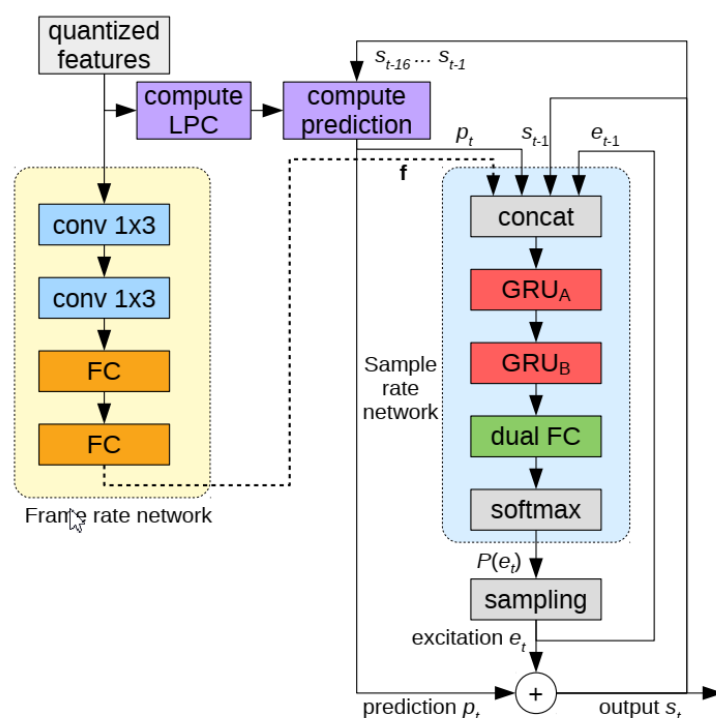 quantized
features
s_{t-16} ... s_{t-1}
compute
LPC
compute
prediction
p_t
s_{t-1}
e_{t-1}
f
conv 1x3
conv 1x3
FC
FC
Frame rate network
concat
GRU_A
GRU_B
Sample
rate
network
dual FC
softmax
P(e_t)
sampling
excitation e_t
+
prediction p_t
output s_t